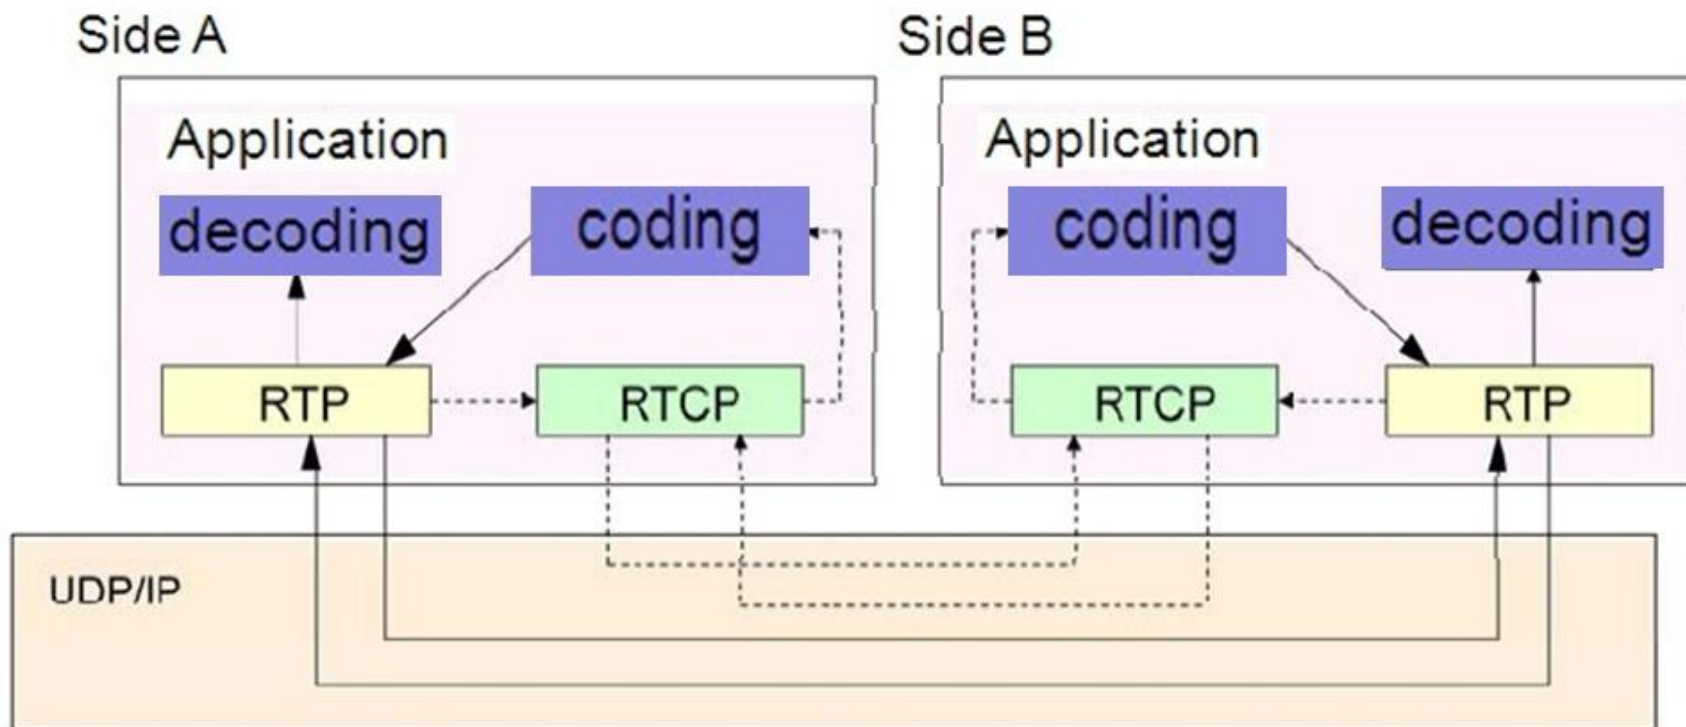 Side A
Side B
Application
Application
decoding
coding
coding
decoding
RTP
RTCP
RTCP
RTP
UDP/IP